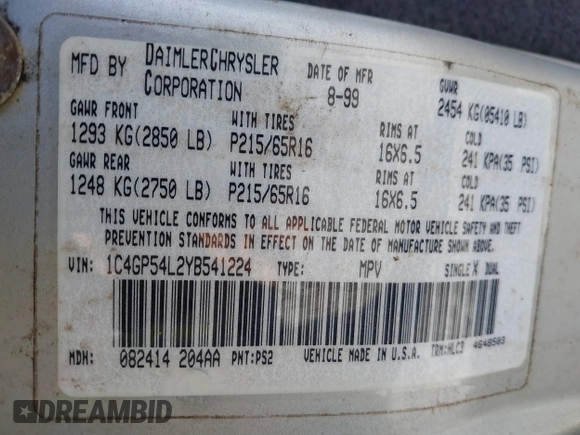 MFD BY DAIMLERCHRYSLER CORPORATION
DATE OF MFR 8-99
GVWR 2454 KG(05410 LB)
GAWR FRONT WITH TIRES RIMS AT COLD
1293 KG(2850 LB) P215/65R16 16X6.5 241 KPA(35 PSI)
GAWR REAR WITH TIRES RIMS AT COLD
1248 KG(2750 LB) P215/65R16 16X6.5 241 KPA(35 PSI)
THIS VEHICLE CONFORMS TO ALL APPLICABLE FEDERAL MOTOR VEHICLE SAFETY AND THEFT
PREVENTION STANDARDS IN EFFECT ON THE DATE OF MANUFACTURE SHOWN ABOVE.
VIN: 1C4GP54L2YB541224 TYPE: MPV SINGLE X DUAL
MDH: 082414 204AA PNT:PS2 VEHICLE MADE IN U.S.A. TRM:WLC3 4648503
DREAMBID